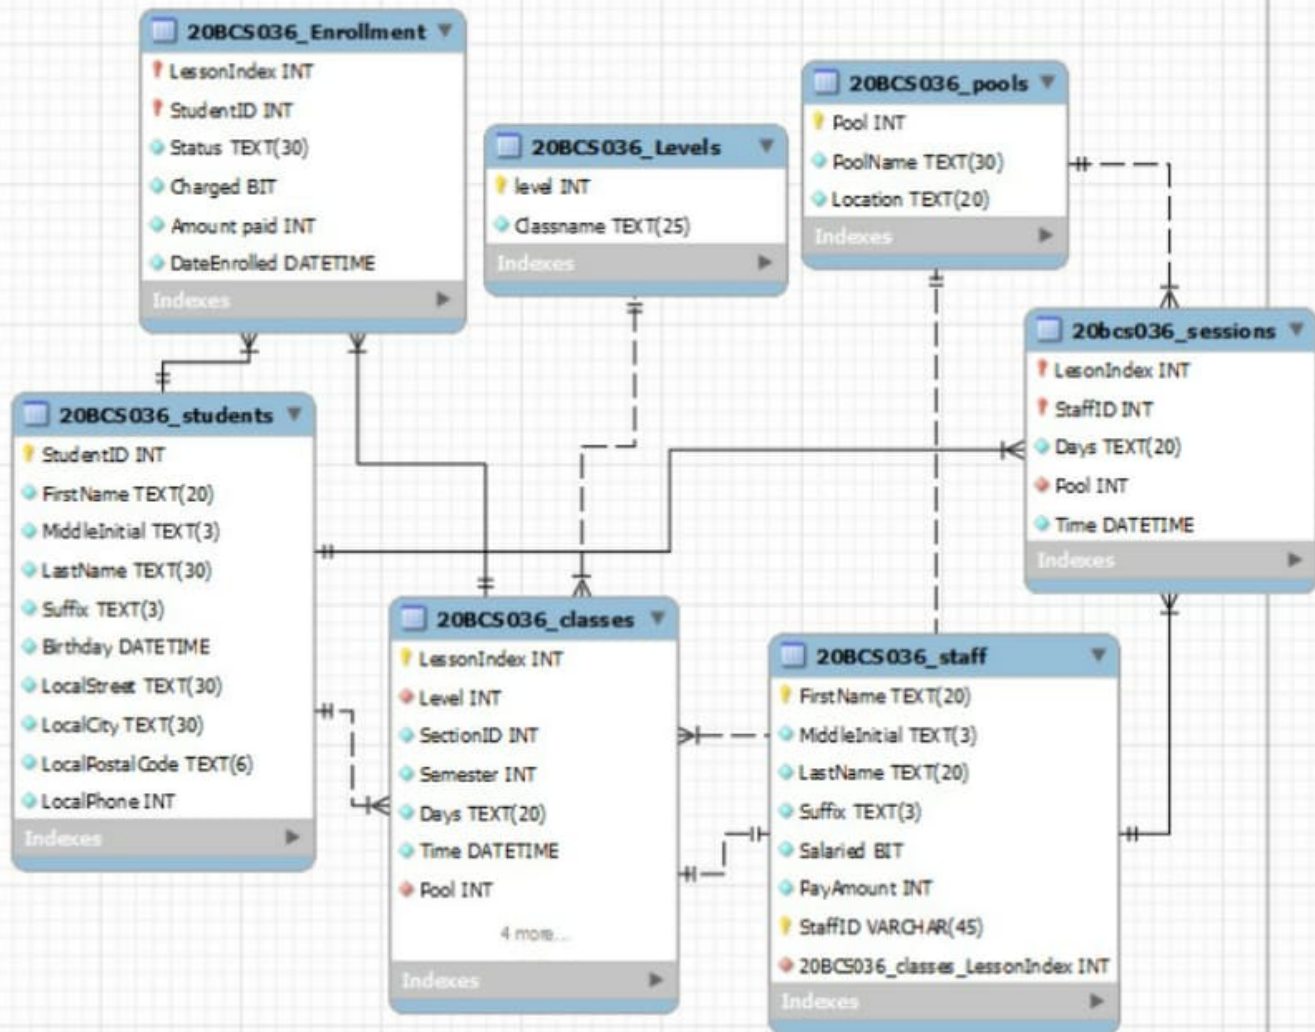 20BCS036_Enrollment
LessonIndex INT
StudentID INT
Status TEXT(30)
Charged BIT
Amount paid INT
DateEnrolled DATETIME
Indexes
20BCS036_Levels
level INT
Classname TEXT(25)
Indexes
20BCS036_pools
Pool INT
PoolName TEXT(30)
Location TEXT(20)
Indexes
20bcs036_sessions
LesonIndex INT
StaffID INT
Days TEXT(20)
Pool INT
Time DATETIME
Indexes
20BCS036_students
StudentID INT
FirstName TEXT(20)
MiddleInitial TEXT(3)
LastName TEXT(30)
Suffix TEXT(3)
Birthday DATETIME
LocalStreet TEXT(30)
LocalCity TEXT(30)
LocalPostalCode TEXT(6)
LocalPhone INT
Indexes
20BCS036_classes
LessonIndex INT
Level INT
SectionID INT
Semester INT
Days TEXT(20)
Time DATETIME
Pool INT
4 more...
Indexes
20BCS036_staff
FirstName TEXT(20)
MiddleInitial TEXT(3)
LastName TEXT(20)
Suffix TEXT(3)
Salaried BIT
PayAmount INT
StaffID VARCHAR(45)
20BCS036_classes_LessonIndex INT
Indexes